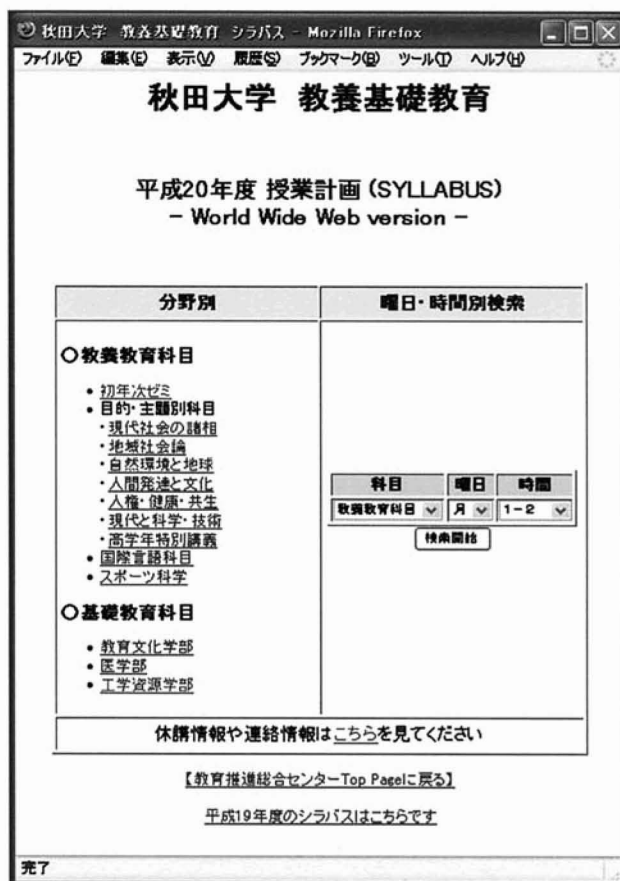 秋田大学 教養基礎教育 シラバス - Mozilla Firefox
ファイル(F) 編集(E) 表示(V) 履歴(S) ブックマーク(B) ツール(T) ヘルプ(H)
秋田大学 教養基礎教育
平成20年度 授業計画 (SYLLABUS)
- World Wide Web version -
分野別
曜日・時間別検索
○教養教育科目
・初年次ゼミ
・目的・主題別科目
・現代社会の諸相
・地域社会論
・自然環境と地球
・人間発達と文化
・人権・健康・共生
・現代と科学・技術
・高学年特別講義
・国際言語科目
・スポーツ科学
○基礎教育科目
・教育文化学部
・医学部
・工学資源学部
科目 曜日 時間
教養教育科目 月 1-2
検索開始
休講情報や連絡情報はこちらを見てください
【教育推進総合センターTop Pageに戻る】
平成19年度のシラバスはこちらです
完了